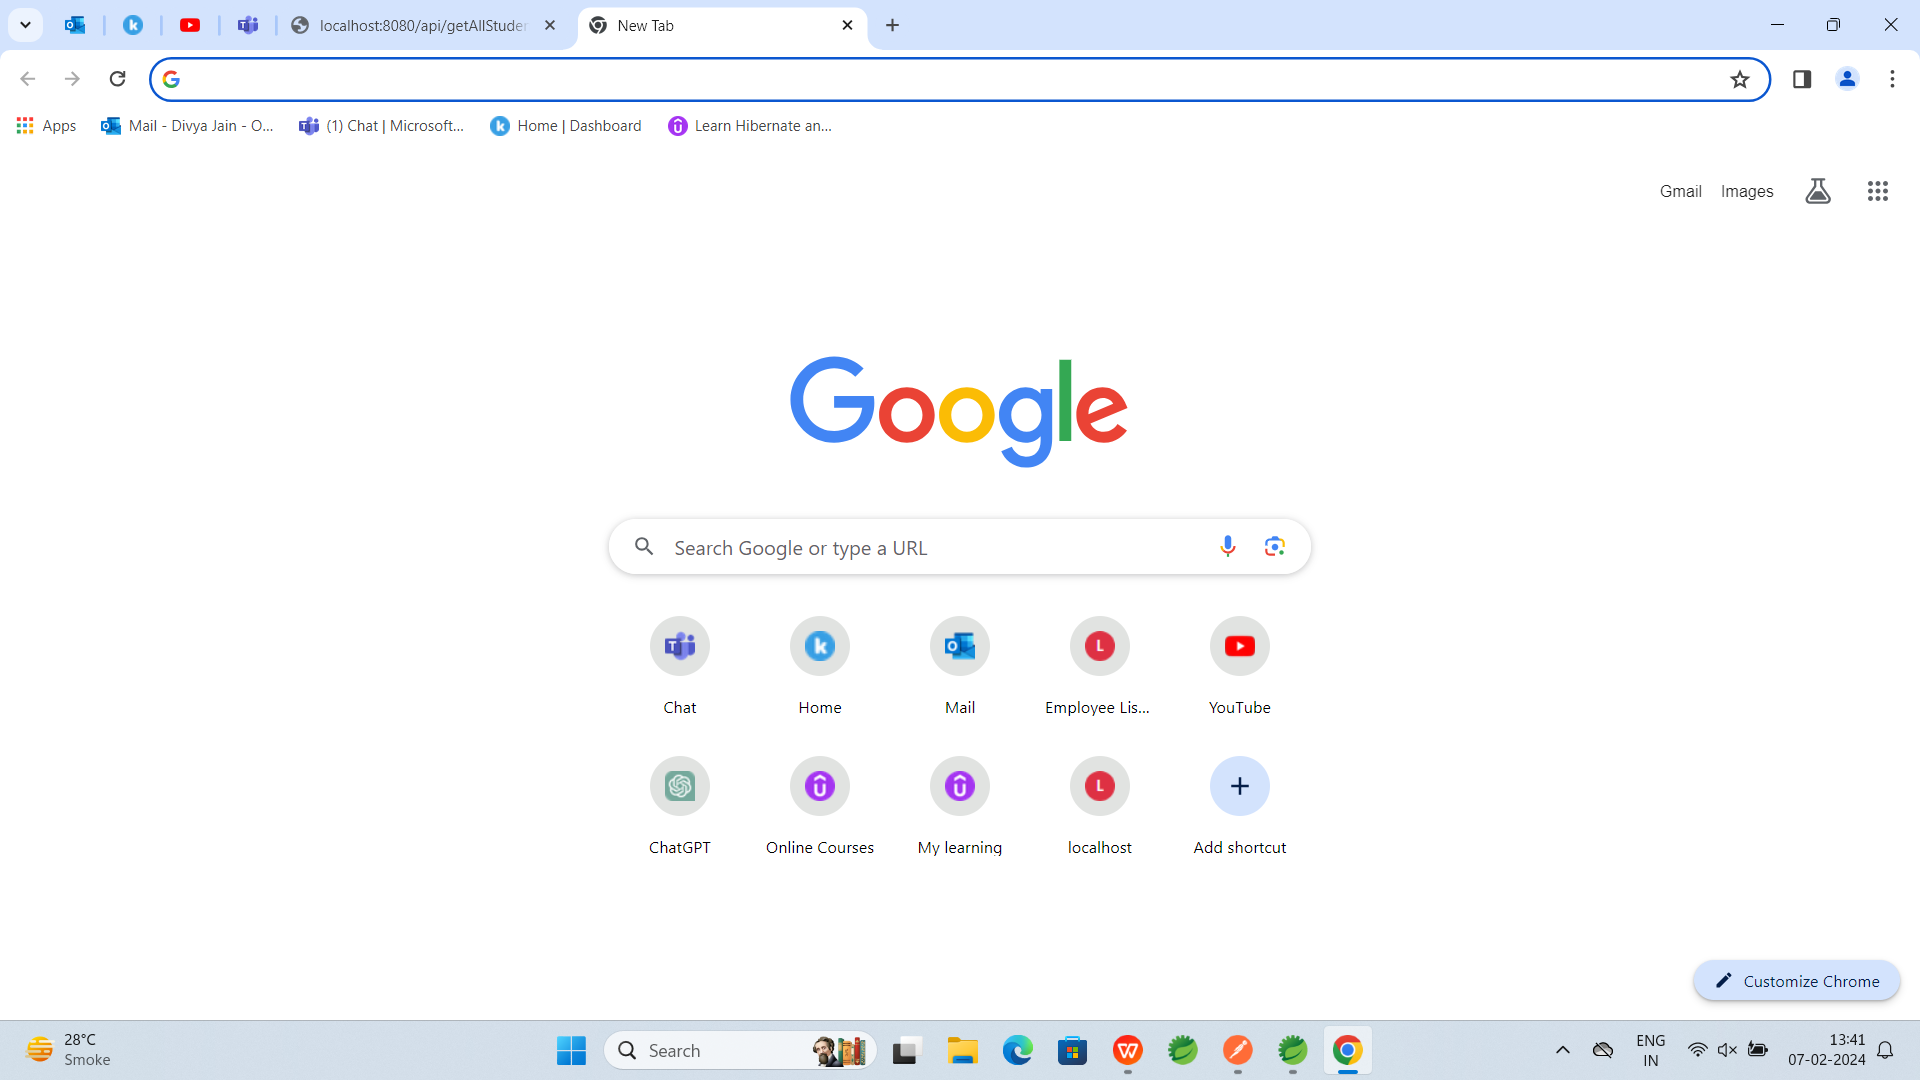 localhost:8080/api/getAllStuder
New Tab
Apps
Mail - Divya Jain - O...
(1) Chat | Microsoft...
Home | Dashboard
Learn Hibernate an...
Gmail
Images
Google
Search Google or type a URL
Chat
Home
Mail
L
Employee Lis...
YouTube
ChatGPT
Online Courses
My learning
L
localhost
Add shortcut
Customize Chrome
28°C
Smoke
Search
ENG
IN
13:41
07-02-2024